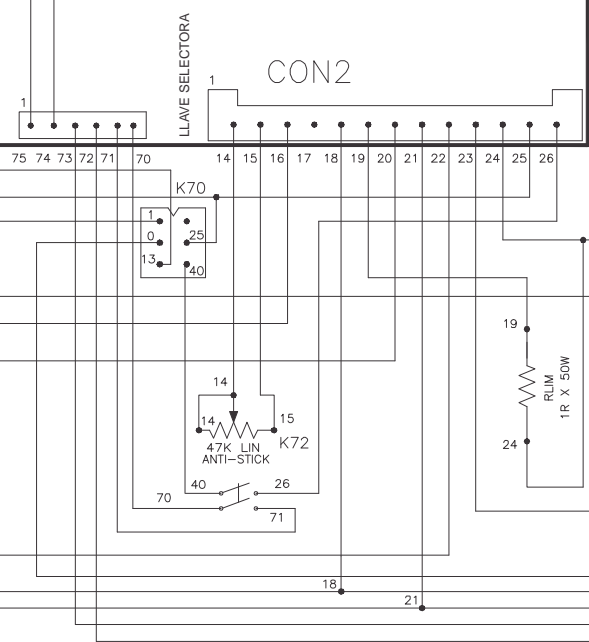 LLAVE SELECTORA
CON2
1
1
75 74 73 72 71 70
14 15 16 17 18 19 20 21 22 23 24 25 26
K70
1
0
25
13
40
19
RLIM
1R X 50W
24
14
14
15
47K LIN
K72
ANTI-STICK
40
26
70
71
18
21